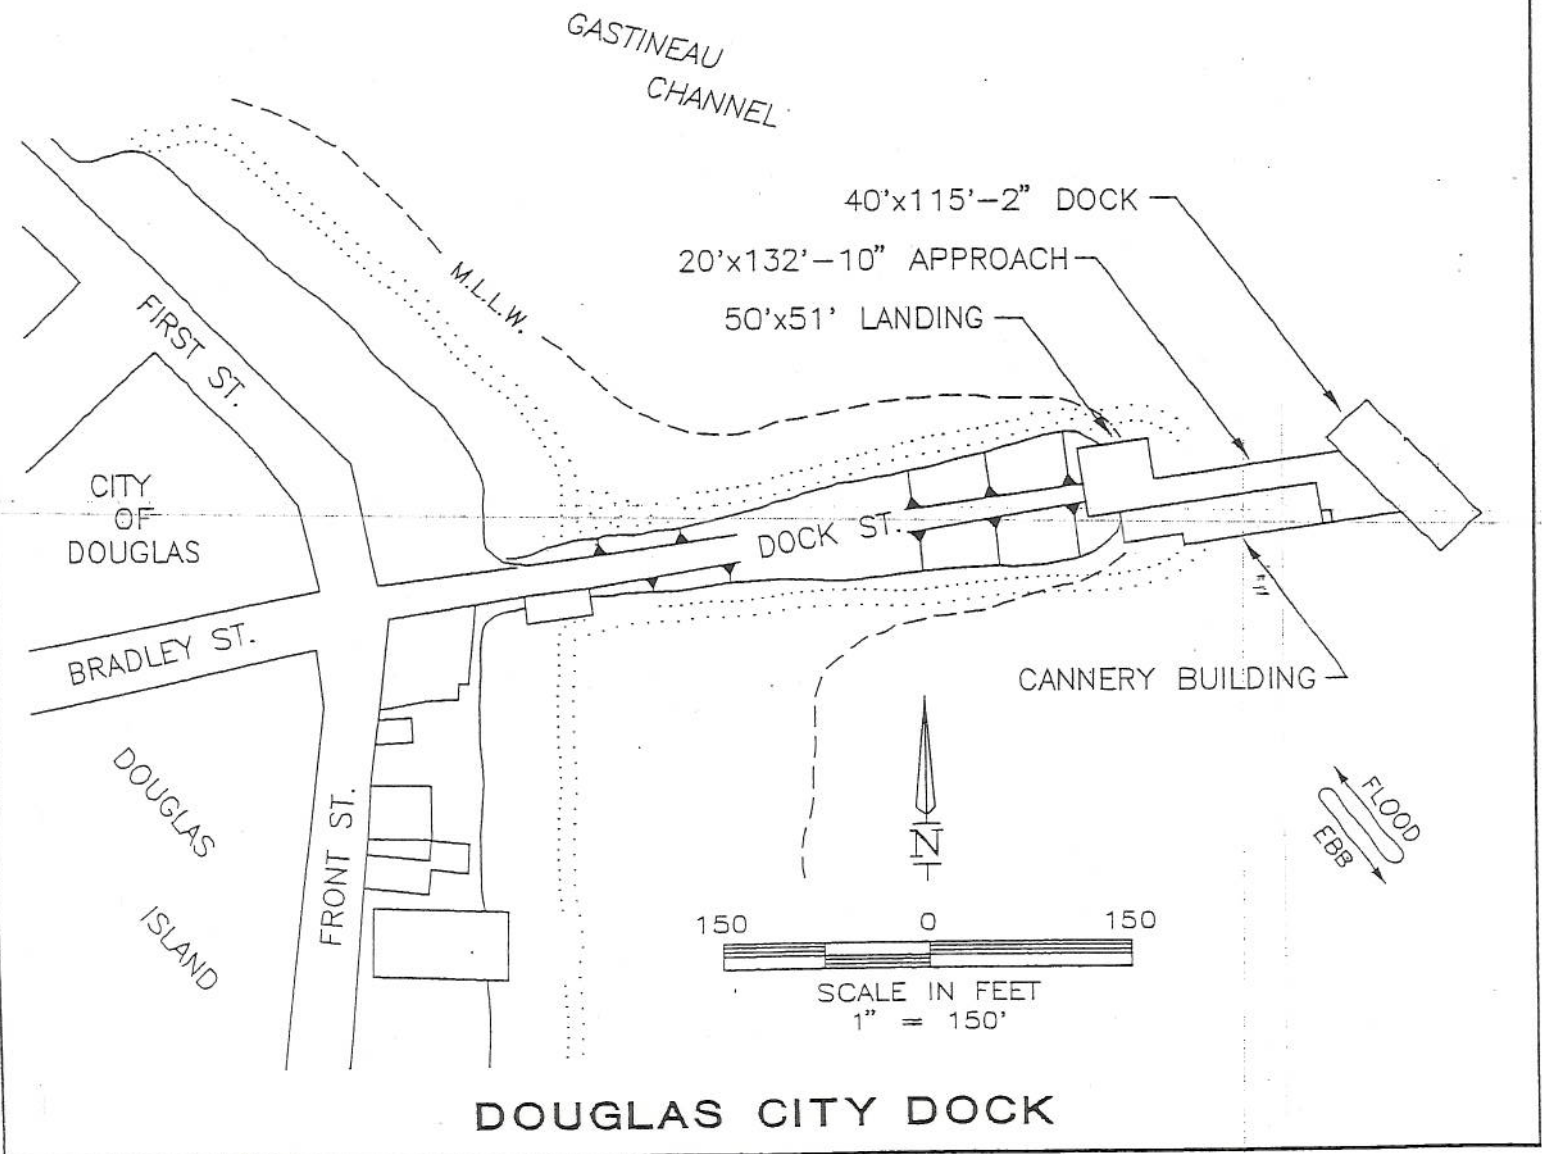 GASTINEAU
CHANNEL
40'x115'-2" DOCK
20'x132'-10" APPROACH
50'x51' LANDING
M.L.L.W.
FIRST ST.
CITY
OF
DOUGLAS
DOCK ST.
BRADLEY ST.
CANNERY BUILDING
DOUGLAS
ISLAND
FRONT ST.
FLOOD
EBB
N
150 0 150
SCALE IN FEET
1" = 150'
DOUGLAS CITY DOCK